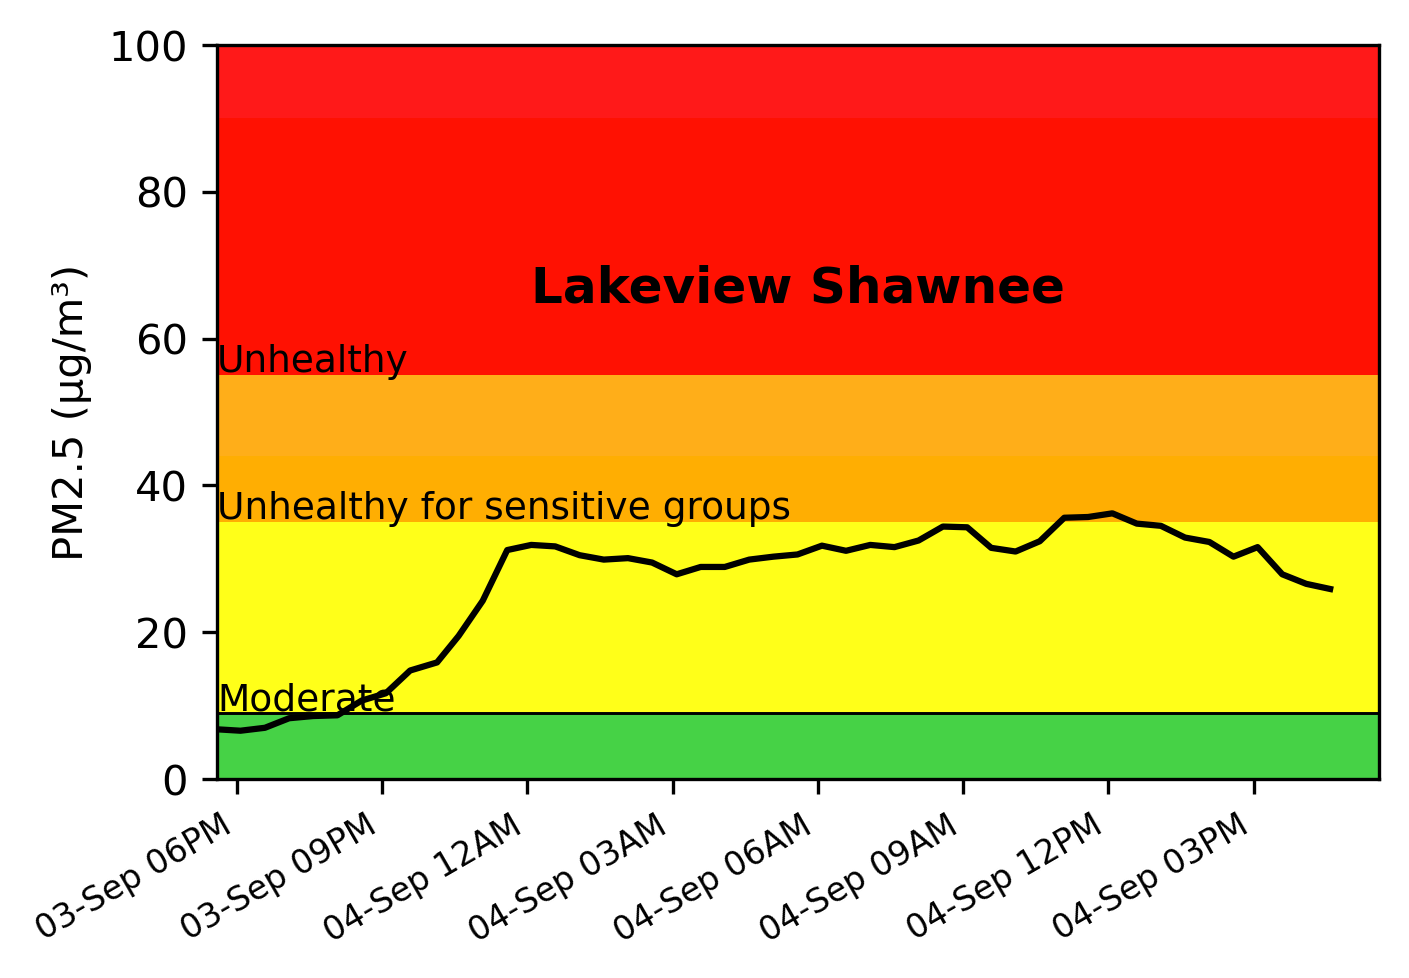 100
80
60
40
20
0
PM2.5 (µg/m³)
Lakeview Shawnee
Unhealthy
Unhealthy for sensitive groups
Moderate
03-Sep 06PM
03-Sep 09PM
04-Sep 12AM
04-Sep 03AM
04-Sep 06AM
04-Sep 09AM
04-Sep 12PM
04-Sep 03PM